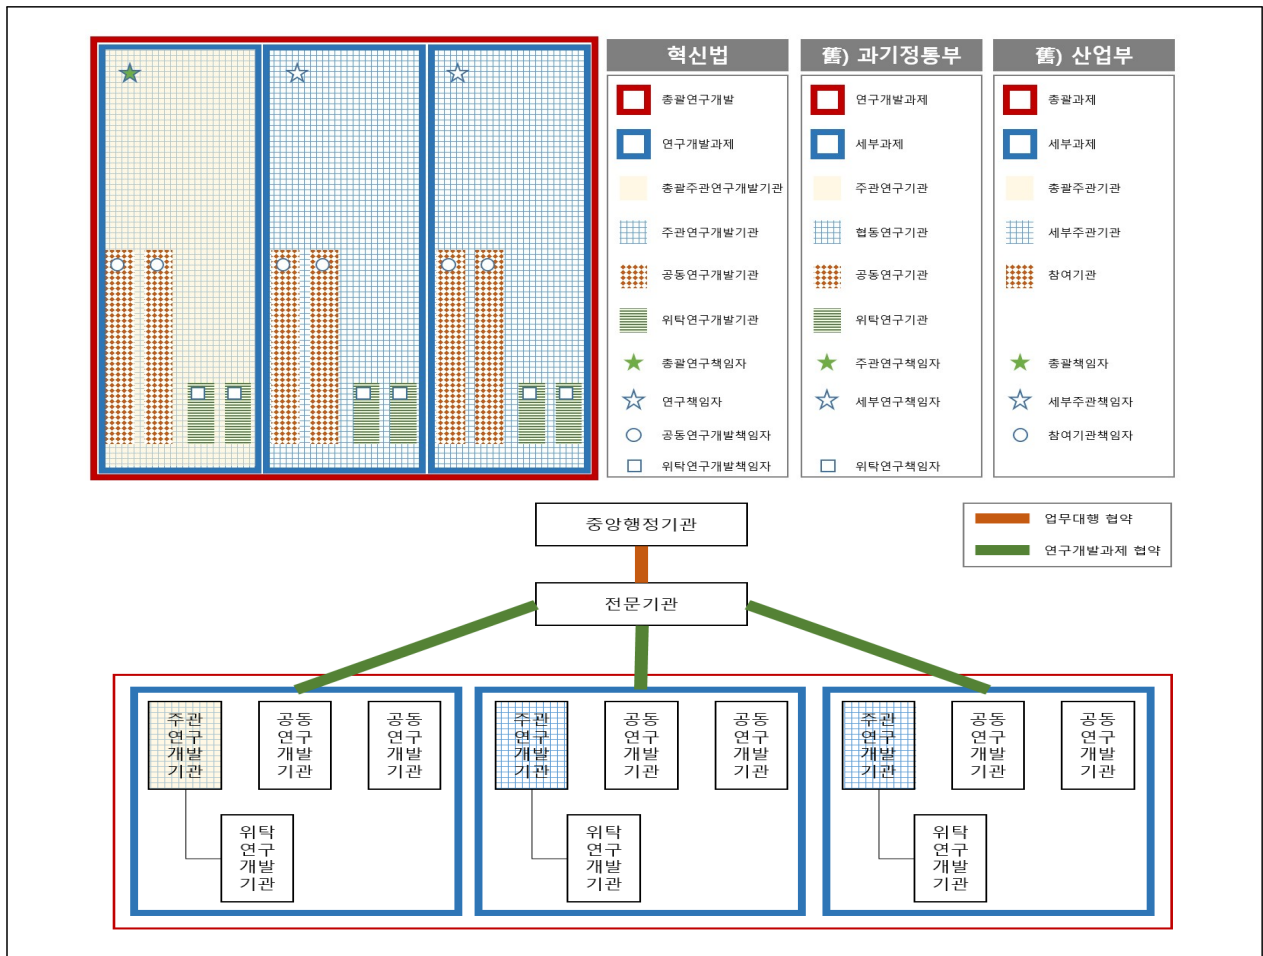 혁신법
총괄연구개발
연구개발과제
총괄주관연구개발기관
주관연구개발기관
공동연구개발기관
위탁연구개발기관
총괄연구책임자
연구책임자
공동연구개발책임자
위탁연구개발책임자
舊) 과기정통부
연구개발과제
세부과제
주관연구기관
협동연구기관
공동연구기관
위탁연구기관
주관연구책임자
세부연구책임자
위탁연구책임자
舊) 산업부
총괄과제
세부과제
총괄주관기관
세부주관기관
참여기관
총괄책임자
세부주관책임자
참여기관책임자
중앙행정기관
업무대행 협약
연구개발과제 협약
전문기관
주관
연구
개발
기관
공동
연구
개발
기관
공동
연구
개발
기관
위탁
연구
개발
기관
주관
연구
개발
기관
공동
연구
개발
기관
공동
연구
개발
기관
위탁
연구
개발
기관
주관
연구
개발
기관
공동
연구
개발
기관
공동
연구
개발
기관
위탁
연구
개발
기관